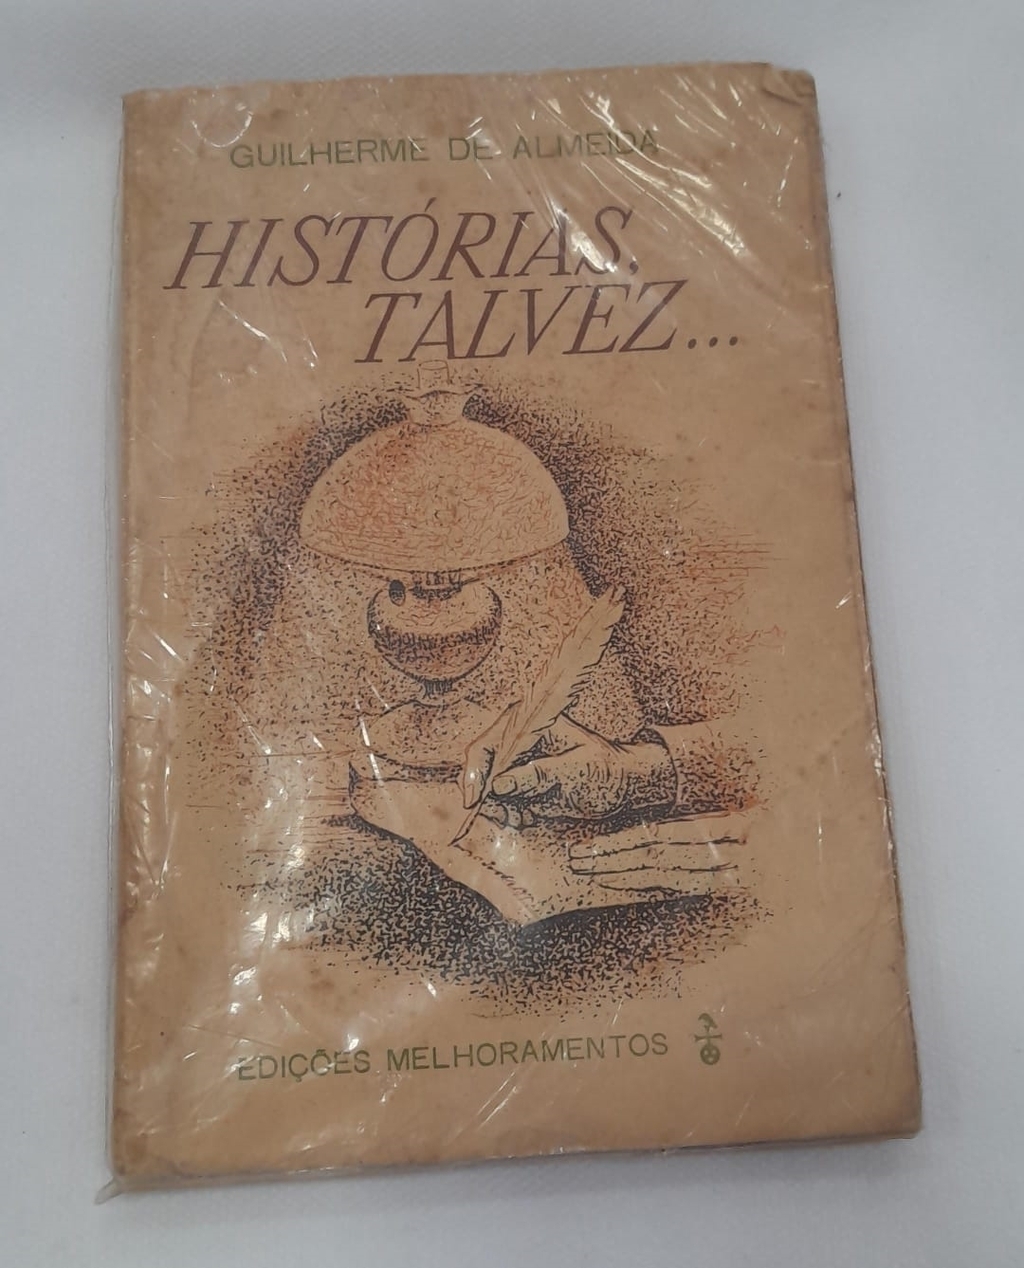 GUILHERME DE ALMEIDA
HISTÓRIAS,
TALVEZ...
EDIÇÕES MELHORAMENTOS